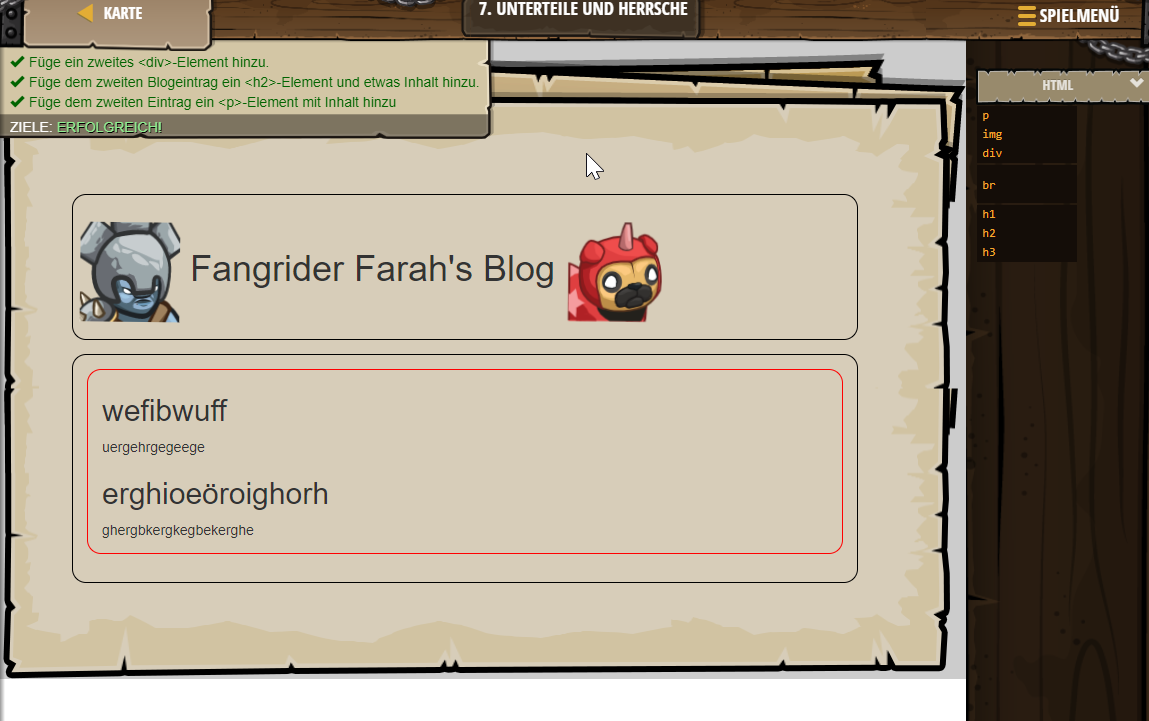 KARTE
7. UNTERTEILE UND HERRSCHE
SPIELMENÜ
Füge ein zweites <div>-Element hinzu.
Füge dem zweiten Blogeintrag ein <h2>-Element und etwas Inhalt hinzu.
Füge dem zweiten Eintrag ein <p>-Element mit Inhalt hinzu
ZIELE: ERFOLGREICH!
HTML
p
img
div
br
h1
h2
h3
Fangrider Farah's Blog
wefibwuff
uergehrgegeege
erghioeöroighorh
ghergbkergkegbekerghe